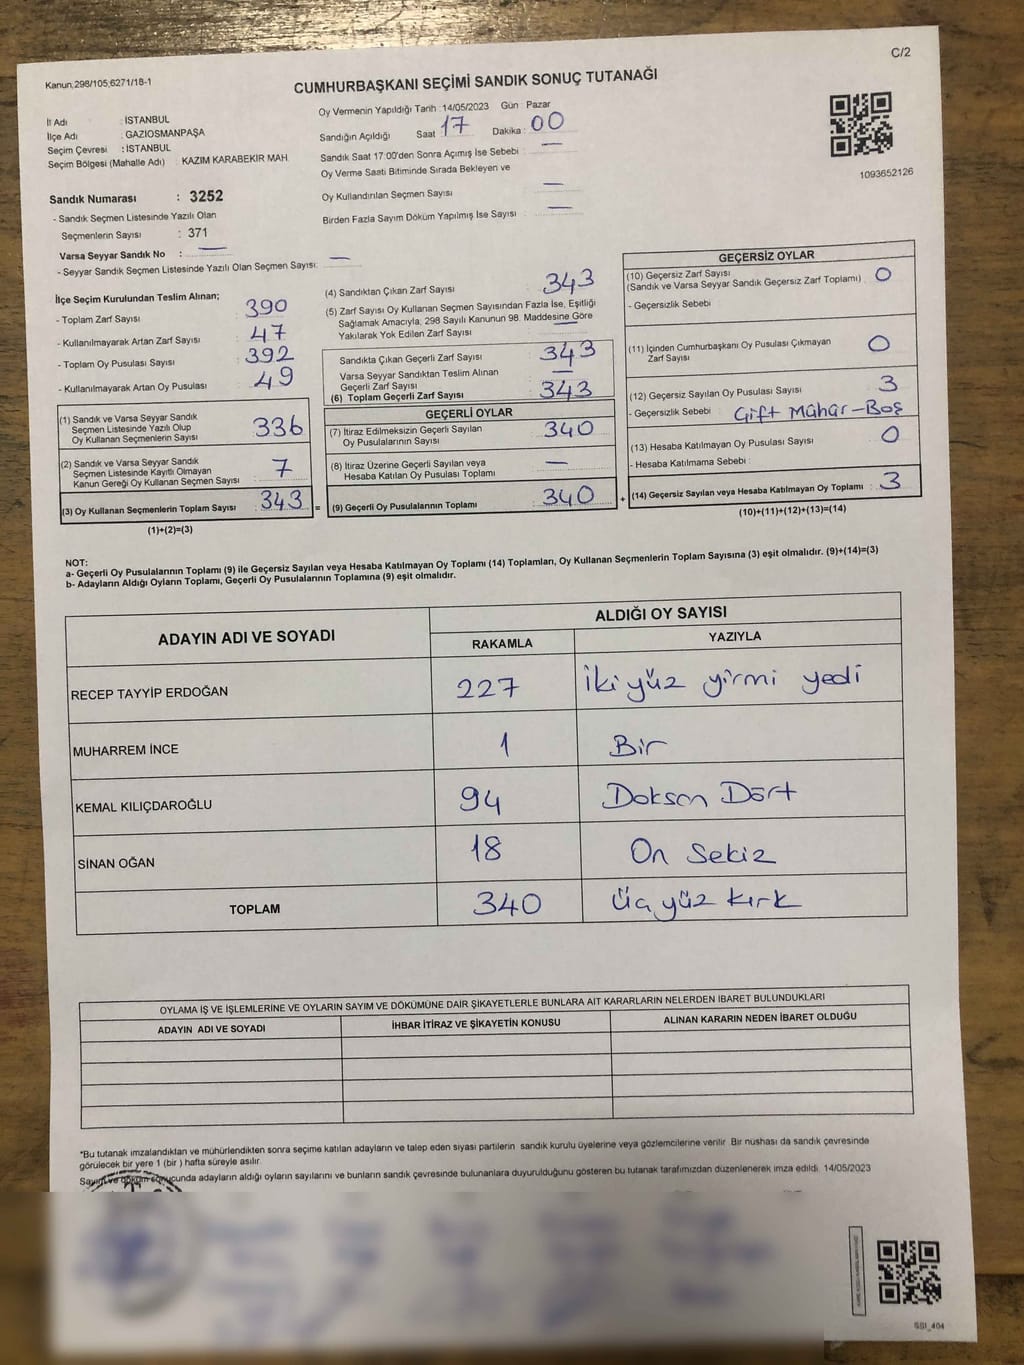 C/2
Kanun,298/105;6271/18-1
CUMHURBAŞKANI SEÇİMİ SANDIK SONUÇ TUTANAĞI
İl Adı : İSTANBUL
İlçe Adı : GAZİOSMANPAŞA
Seçim Çevresi : İSTANBUL
Seçim Bölgesi (Mahalle Adı) : KAZIM KARABEKİR MAH.
Sandık Numarası : 3252
- Sandık Seçmen Listesinde Yazılı Olan
Seçmenlerin Sayısı : 371
Varsa Seyyar Sandık No : —
- Seyyar Sandık Seçmen Listesinde Yazılı Olan Seçmen Sayısı: —
Oy Vermenin Yapıldığı Tarih :14/05/2023 Gün : Pazar
Sandığın Açıldığı Saat : 17 Dakika : 00
Sandık Saat 17:00'den Sonra Açımış İse Sebebi : —
Oy Verme Saati Bitiminde Sırada Bekleyen ve
Oy Kullandırılan Seçmen Sayısı : —
Birden Fazla Sayım Döküm Yapılmış İse Sayısı : —
1093652126
İlçe Seçim Kurulundan Teslim Alınan;
- Toplam Zarf Sayısı : 390
- Kullanılmayarak Artan Zarf Sayısı : 47
- Toplam Oy Pusulası Sayısı : 392
- Kullanılmayarak Artan Oy Pusulası : 49
(1) Sandık ve Varsa Seyyar Sandık
Seçmen Listesinde Yazılı Olup
Oy Kullanan Seçmenlerin Sayısı : 336
(2) Sandık ve Varsa Seyyar Sandık
Seçmen Listesinde Kayıtlı Olmayan
Kanun Gereği Oy Kullanan Seçmen Sayısı : 7
(3) Oy Kullanan Seçmenlerin Toplam Sayısı : 343 =
(1)+(2)=(3)
(4) Sandıktan Çıkan Zarf Sayısı : 343
(5) Zarf Sayısı Oy Kullanan Seçmen Sayısından Fazla İse, Eşitliği
Sağlamak Amacıyla, 298 Sayılı Kanunun 98. Maddesine Göre
Yakılarak Yok Edilen Zarf Sayısı : —
Sandıkta Çıkan Geçerli Zarf Sayısı : 343
Varsa Seyyar Sandıktan Teslim Alınan
Geçerli Zarf Sayısı : —
(6) Toplam Geçerli Zarf Sayısı : 343
GEÇERLİ OYLAR
(7) İtiraz Edilmeksizin Geçerli Sayılan
Oy Pusulalarının Sayısı : 340
(8) İtiraz Üzerine Geçerli Sayılan veya
Hesaba Katılan Oy Pusulası Toplamı : —
(9) Geçerli Oy Pusulalarının Toplamı : 340 +
GEÇERSİZ OYLAR
(10) Geçersiz Zarf Sayısı
(Sandık ve Varsa Seyyar Sandık Geçersiz Zarf Toplamı) : 0
- Geçersizlik Sebebi :
(11) İçinden Cumhurbaşkanı Oy Pusulası Çıkmayan
Zarf Sayısı : 0
(12) Geçersiz Sayılan Oy Pusulası Sayısı : 3
- Geçersizlik Sebebi : Çift Mühür-Boş
(13) Hesaba Katılmayan Oy Pusulası Sayısı : 0
- Hesaba Katılmama Sebebi :
(14) Geçersiz Sayılan veya Hesaba Katılmayan Oy Toplamı : 3
(10)+(11)+(12)+(13)=(14)
NOT:
a- Geçerli Oy Pusulalarının Toplamı (9) ile Geçersiz Sayılan veya Hesaba Katılmayan Oy Toplamı (14) Toplamları, Oy Kullanan Seçmenlerin Toplam Sayısına (3) eşit olmalıdır. (9)+(14)=(3)
b- Adayların Aldığı Oyların Toplamı, Geçerli Oy Pusulalarının Toplamına (9) eşit olmalıdır.
ADAYIN ADI VE SOYADI ALDIĞI OY SAYISI
RAKAMLA YAZIYLA
RECEP TAYYİP ERDOĞAN 227 İki yüz yirmi yedi
MUHARREM İNCE 1 Bir
KEMAL KILIÇDAROĞLU 94 Doksan Dört
SİNAN OĞAN 18 On Sekiz
TOPLAM 340 Üç yüz kırk
OYLAMA İŞ VE İŞLEMLERİNE VE OYLARIN SAYIM VE DÖKÜMÜNE DAİR ŞİKAYETLERLE BUNLARA AİT KARARLARIN NELERDEN İBARET BULUNDUKLARI
ADAYIN ADI VE SOYADI İHBAR İTİRAZ VE ŞİKAYETİN KONUSU ALINAN KARARIN NEDEN İBARET OLDUĞU
*Bu tutanak imzalandıktan ve mühürlendikten sonra seçime katılan adayların ve talep eden siyasi partilerin sandık kurulu üyelerine veya gözlemcilerine verilir. Bir nüshası da sandık çevresinde
görülecek bir yere 1 (bir ) hafta süreyle asılır.
Sayım ve döküm sonucunda adayların aldığı oyların sayılarını ve bunların sandık çevresinde bulunanlara duyurulduğunu gösteren bu tutanak tarafımızdan düzenlenerek imza edildi. 14/05/2023
SSI_404